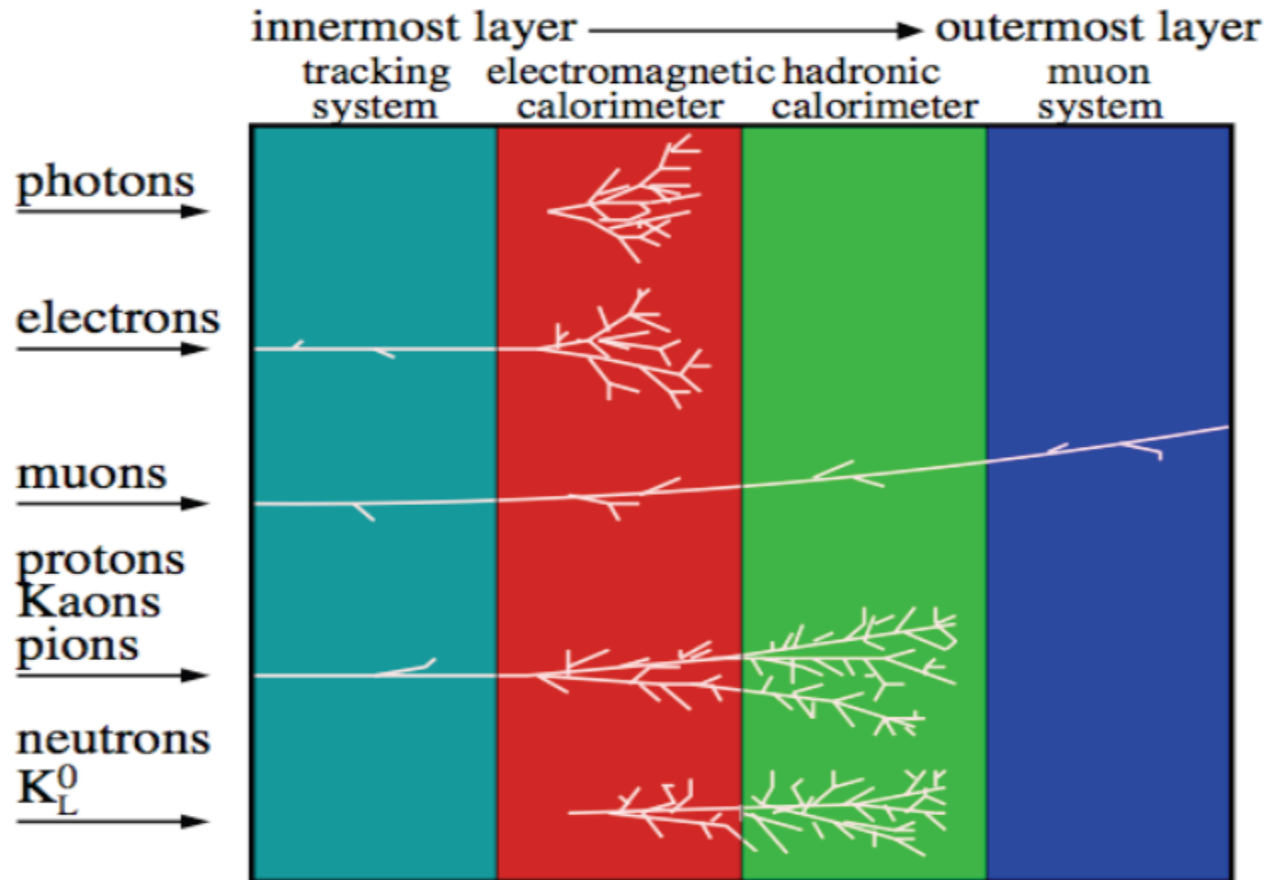 innermost layer outermost layer
tracking electromagnetic hadronic muon
system calorimeter calorimeter system
photons
electrons
muons
protons
Kaons
pions
neutrons
K⁰_L